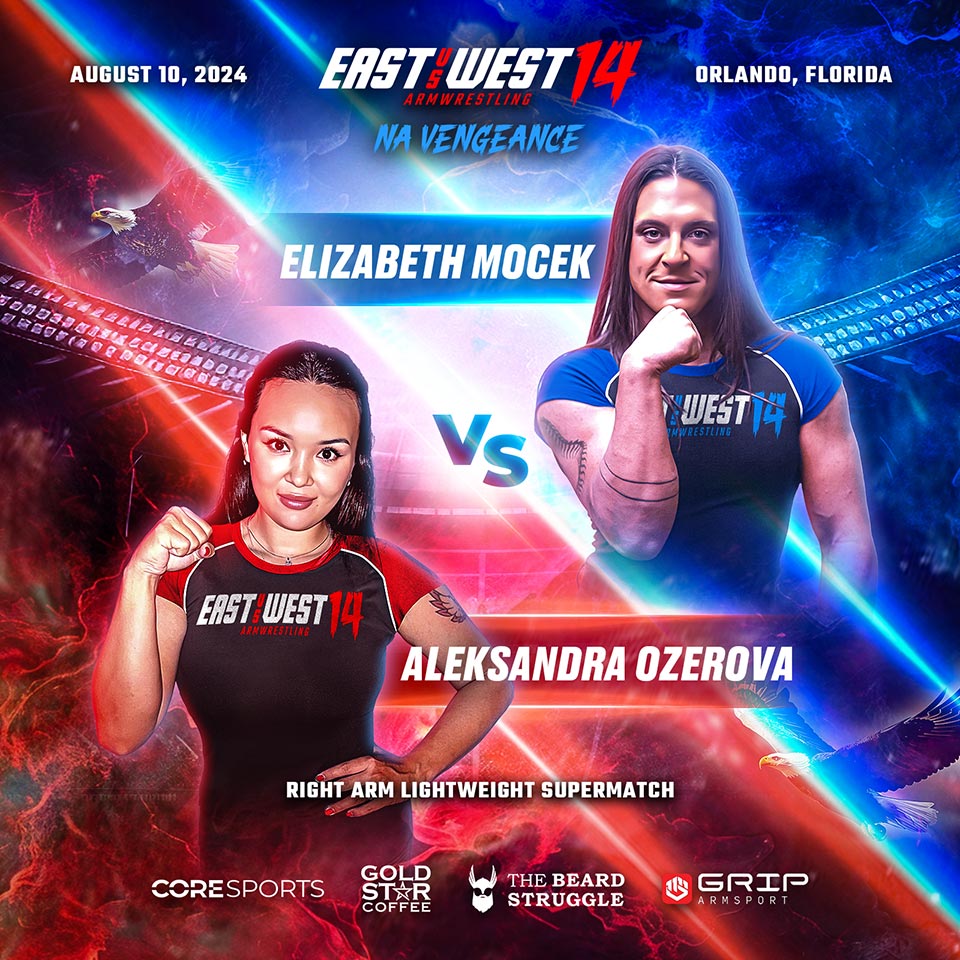 AUGUST 10, 2024
EAST VS WEST 14
ARMWRESTLING
NA VENGEANCE
ORLANDO, FLORIDA
ELIZABETH MOCEK
VS
WEST 14
EAST VS WEST 14
ARMWRESTLING
ALEKSANDRA OZEROVA
RIGHT ARM LIGHTWEIGHT SUPERMATCH
CORESPORTS
GOLD
STAR
COFFEE
THE BEARD
STRUGGLE
GRIP
ARMSPORT